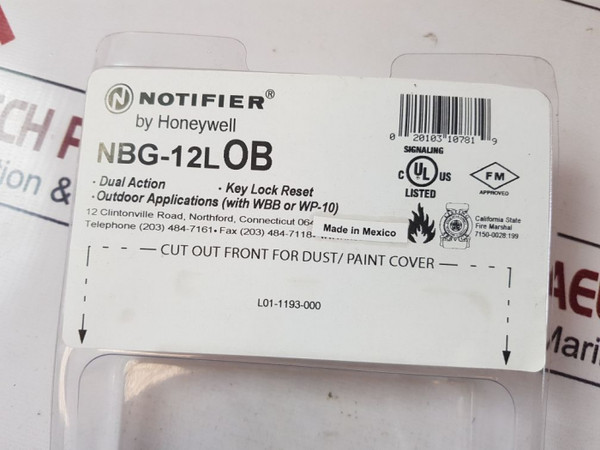 NOTIFIER®
by Honeywell
NBG-12LOB
• Dual Action • Key Lock Reset
• Outdoor Applications (with WBB or WP-10)
12 Clintonville Road, Northford, Connecticut
Telephone (203) 484-7161 • Fax (203) 484-7118
Made in Mexico
0 20103 10781 9
SIGNALING
C UL US
LISTED
FM
APPROVED
California State
Fire Marshal
7150-0028:199
CUT OUT FRONT FOR DUST/ PAINT COVER
L01-1193-000